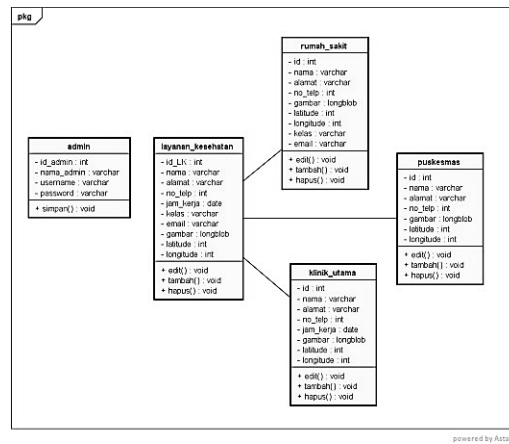 pkg
rumah_sakit
- id : int
- nama : varchar
- alamat : varchar
- no_telp : int
- gambar : longblob
- latitude : int
- longitude : int
- kelas : varchar
- email : varchar
+ edit() : void
+ tambah() : void
+ hapus() : void
admin
- id_admin : int
- nama_admin : varchar
- username : varchar
- password : varchar
+ simpan() : void
layanan_kesehatan
- id_LK : int
- nama : varchar
- alamat : varchar
- no_telp : int
- jam_kerja : date
- kelas : varchar
- email : varchar
- gambar : longblob
- latitude : int
- longitude : int
+ edit() : void
+ tambah() : void
+ hapus() : void
puskesmas
- id : int
- nama : varchar
- alamat : varchar
- no_telp : int
- gambar : longblob
- latitude : int
- longitude : int
+ edit() : void
+ tambah() : void
+ hapus() : void
klinik_utama
- id : int
- nama : varchar
- alamat : varchar
- no_telp : int
- jam_kerja : date
- gambar : longblob
- latitude : int
- longitude : int
+ edit() : void
+ tambah() : void
+ hapus() : void
powered by Asta